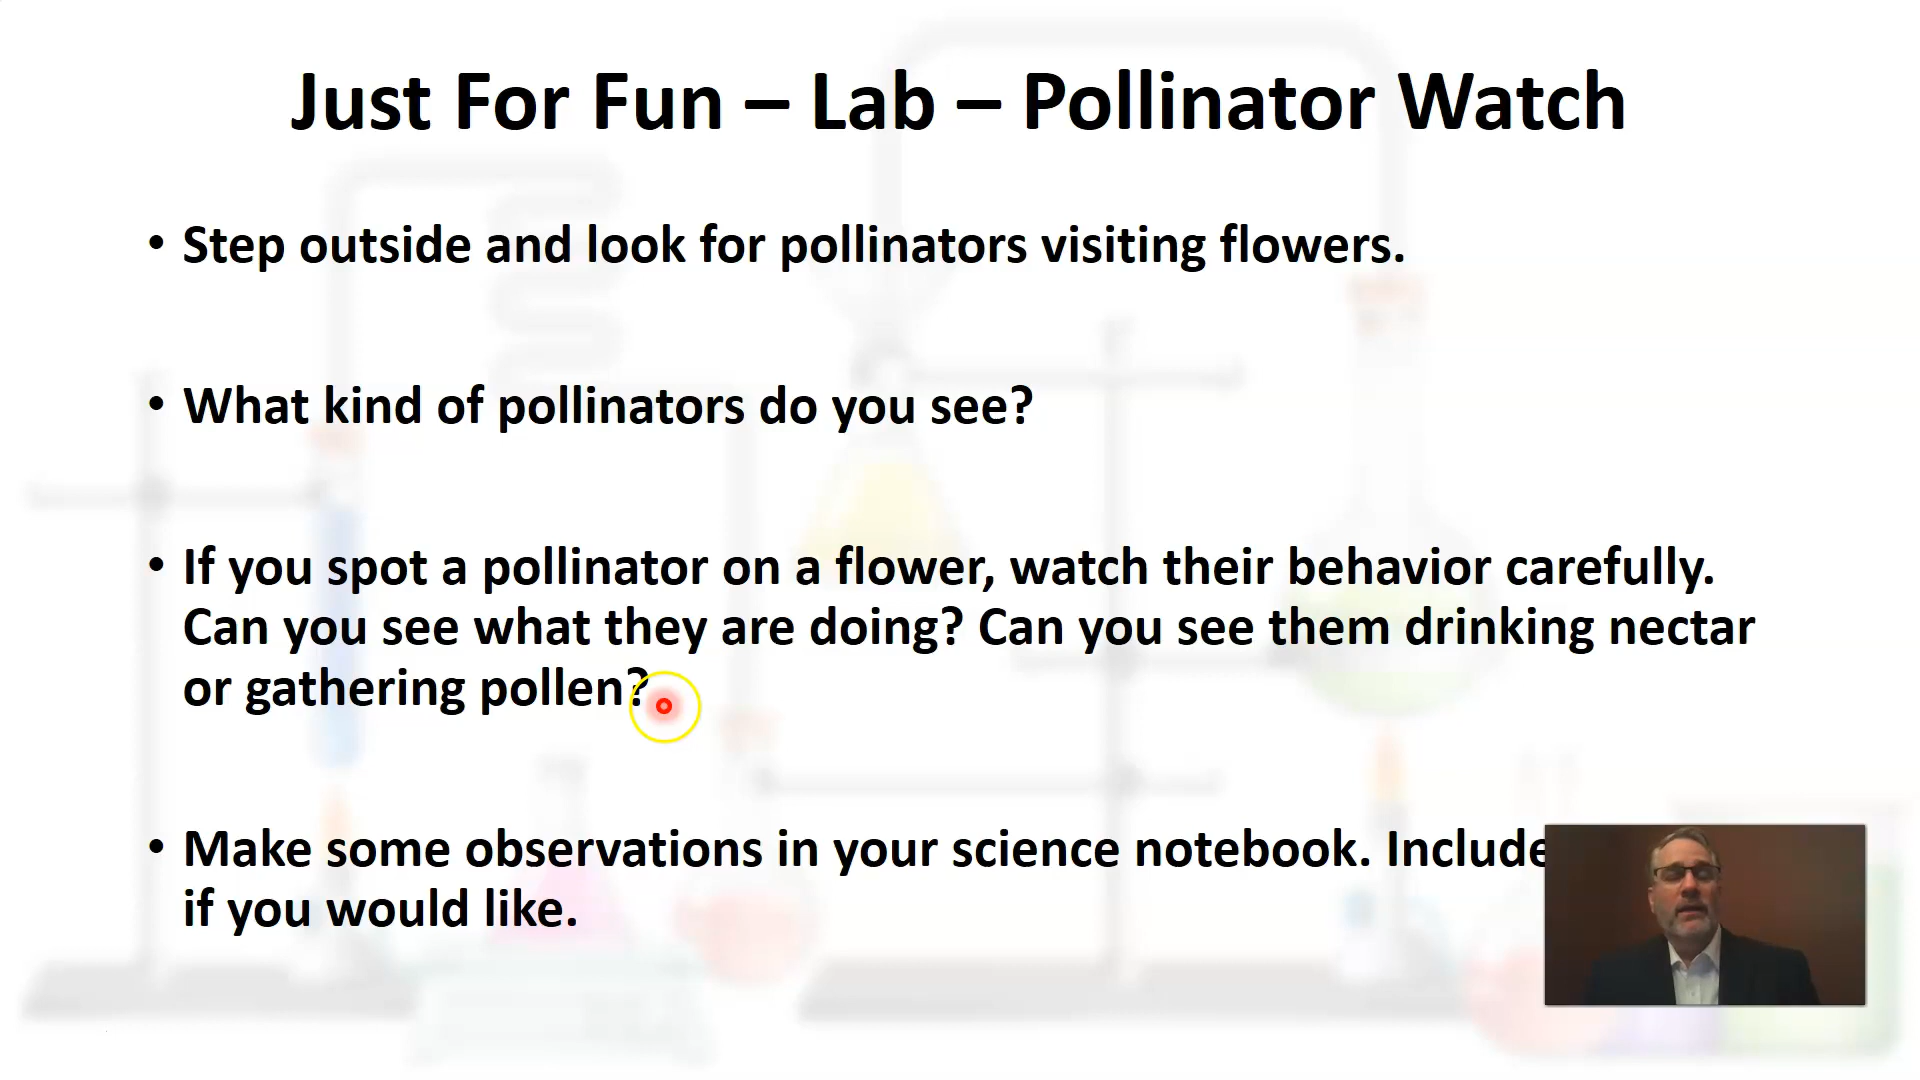 Just For Fun – Lab – Pollinator Watch
• Step outside and look for pollinators visiting flowers.
• What kind of pollinators do you see?
• If you spot a pollinator on a flower, watch their behavior carefully.
Can you see what they are doing? Can you see them drinking nectar
or gathering pollen?
• Make some observations in your science notebook. Include
if you would like.